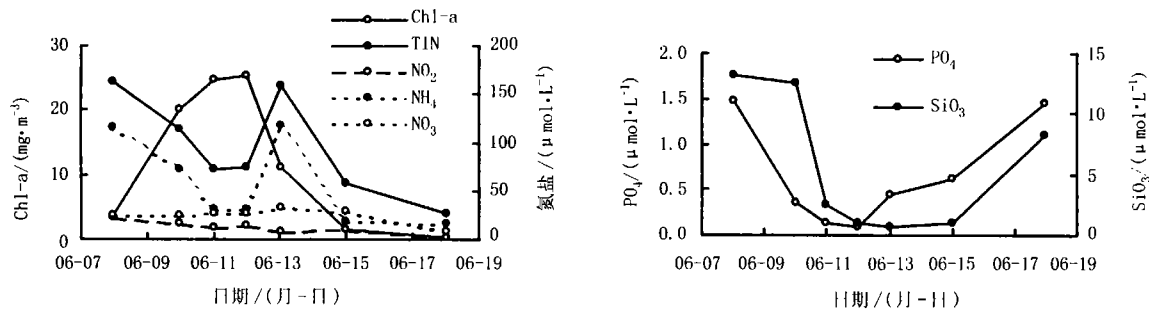 Chl-a
TIN
NO₂
NH₄
NO₃
Chl-a/(mg·m⁻³)
30
20
10
0
200
150
100
50
0
氮盐/(μmol·L⁻¹)
06-07 06-09 06-11 06-13 06-15 06-17 06-19
日期/(月-日)
PO₄
SiO₃
PO₄/(μmol·L⁻¹)
2.0
1.5
1.0
0.5
0.0
15
10
5
0
SiO₃/(μmol·L⁻¹)
06-07 06-09 06-11 06-13 06-15 06-17 06-19
日期/(月-日)